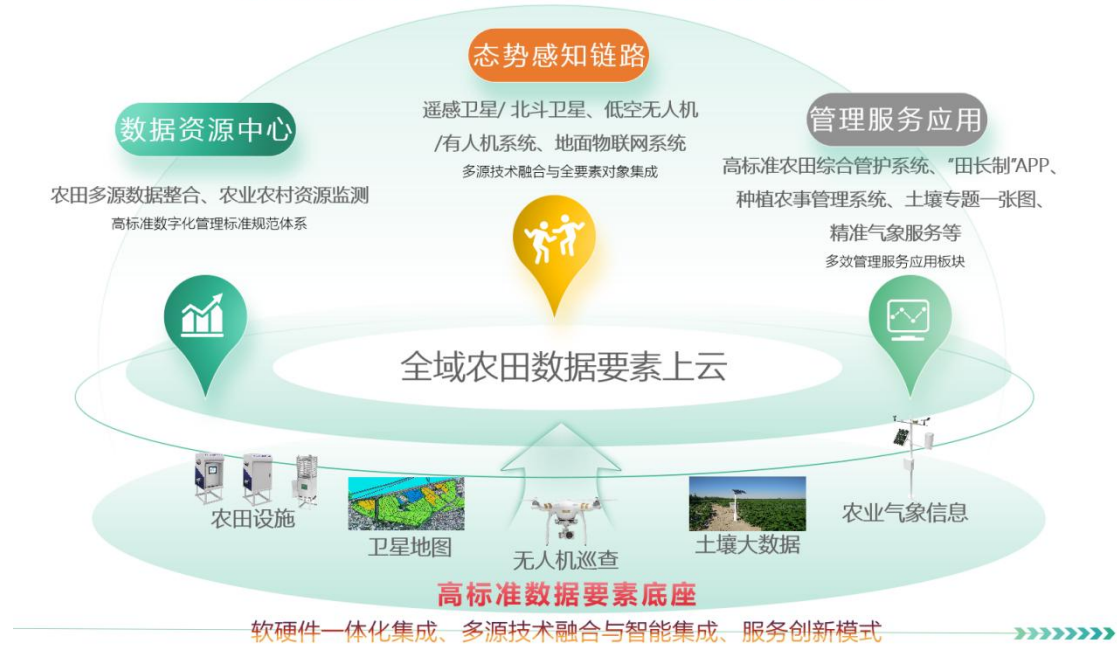 态势感知链路
遥感卫星/ 北斗卫星、低空无人机
/有人机系统、地面物联网系统
多源技术融合与全要素对象集成
数据资源中心
农田多源数据整合、农业农村资源监测
高标准数字化管理标准规范体系
管理服务应用
高标准农田综合管护系统、“田长制”APP、
种植农事管理系统、土壤专题一张图、
精准气象服务等
多效管理服务应用板块
全域农田数据要素上云
农田设施
卫星地图
无人机巡查
土壤大数据
农业气象信息
高标准数据要素底座
软硬件一体化集成、多源技术融合与智能集成、服务创新模式